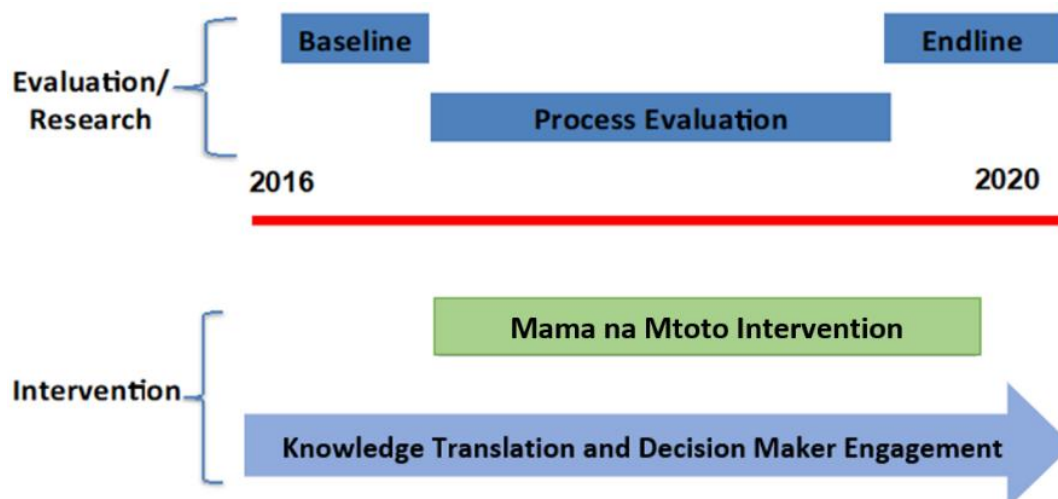 Baseline
Endline
Evaluation/
Research
Process Evaluation
2016
2020
Mama na Mtoto Intervention
Intervention
Knowledge Translation and Decision Maker Engagement